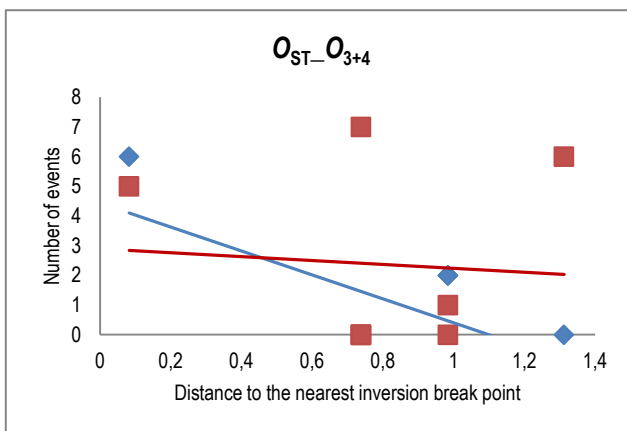 O_ST_O_3+4
Number of events
8
7
6
5
4
3
2
1
0
0 0,2 0,4 0,6 0,8 1 1,2 1,4
Distance to the nearest inversion break point